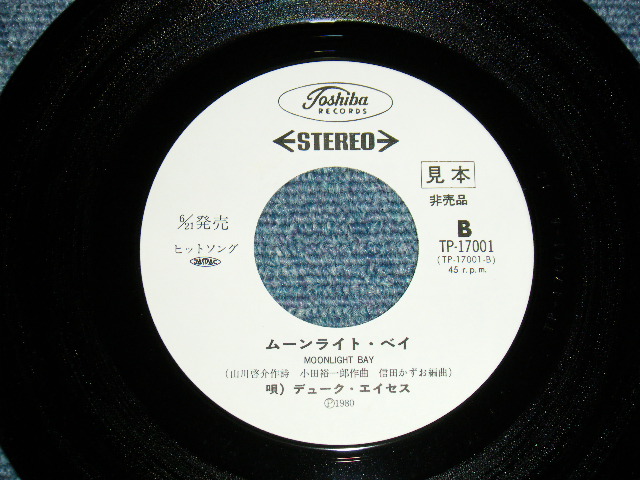 Toshiba
RECORDS
STEREO
見本
非売品
6/21発売
ヒットソング
JASRAC
B
TP-17001
(TP-17001-B)
45 r.p.m.
ムーンライト・ベイ
MOONLIGHT BAY
(山川啓介作詩 小田裕一郎作曲 信田かずお編曲)
唄) デューク・エイセス
Ⓟ1980